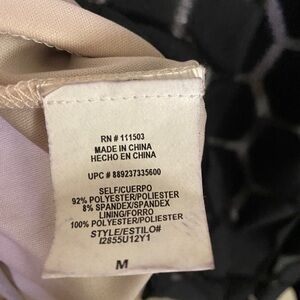 RN # 111503
MADE IN CHINA
HECHO EN CHINA
UPC # 889237335600
SELF/CUERPO
92% POLYESTER/POLIESTER
8% SPANDEX/SPANDEX
LINING/FORRO
100% POLYESTER/POLIESTER
STYLE/ESTILO#
I2855U12Y1
M